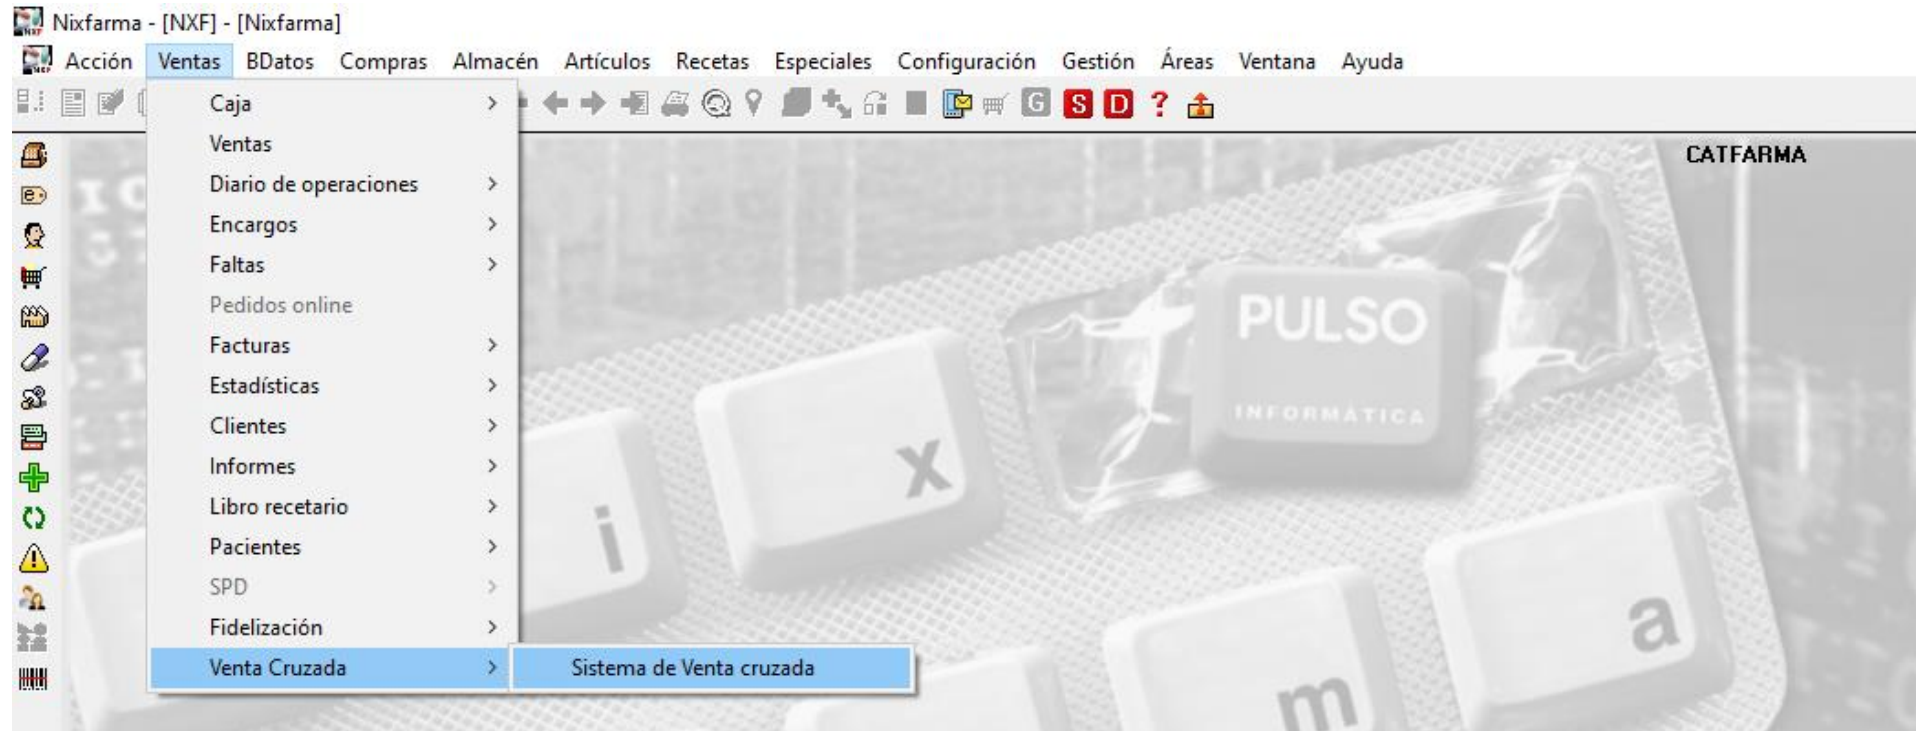 Nixfarma - [NXF] - [Nixfarma]
Acción Ventas BDatos Compras Almacén Artículos Recetas Especiales Configuración Gestión Áreas Ventana Ayuda
G S D ?
CATFARMA
Caja
Ventas
Diario de operaciones
Encargos
Faltas
Pedidos online
Facturas
Estadísticas
Clientes
Informes
Libro recetario
Pacientes
SPD
Fidelización
Venta Cruzada
Sistema de Venta cruzada
PULSO
INFORMÁTICA
i
x
m
a